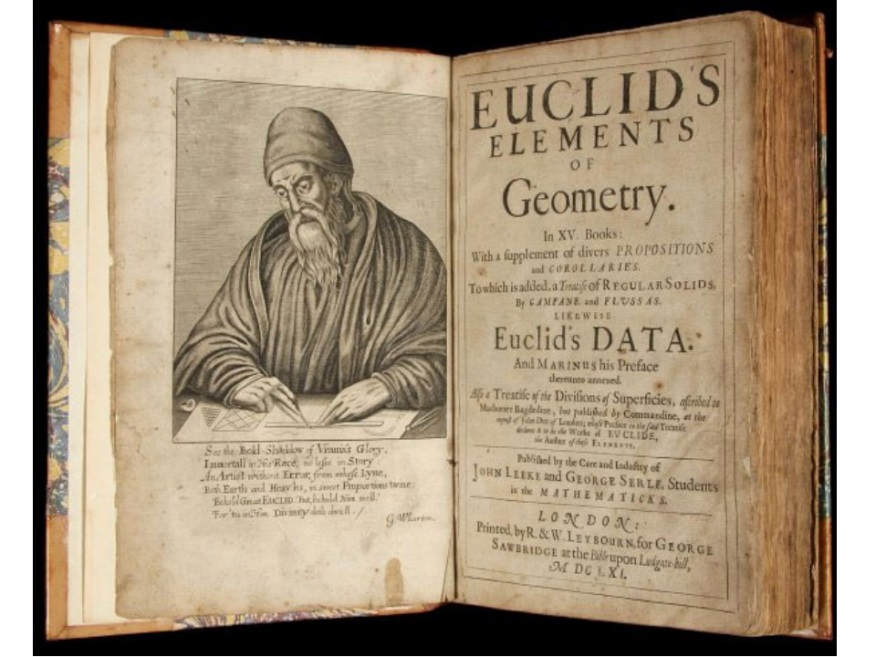 See the Bold Shaddow of Urania's Glory,
Immortall in His Race, no lesse in Story:
An Artist without Error, from whose Lyne,
Both Earth and Heav'ns, in sweet Proportions twine:
Behold Great EUCLID. But, behold Him well!
For 'tis in Him Divinity doth dwell.
G. Wharton.
EUCLID'S
ELEMENTS
OF
Geometry.
In XV. Books:
With a supplement of divers PROPOSITIONS
and COROLLARIES.
To which is added, a Treatise of REGULAR SOLIDS,
By CAMPANE and FLUSSAS.
LIKEWISE
Euclid's DATA:
And MARINUS his Preface
thereunto annexed.
Also a Treatise of the Divisions of Superficies, ascribed to
Machomet Bagdedine, but published by Commandine, at the
request of John Dee of London; whose Preface to the said Treatise
declares it to be the Worke of EUCLIDE,
the Author of these ELEMENTS.
Published by the Care and Industry of
JOHN LEEKE and GEORGE SERLE, Students
in the MATHEMATICKS.
LONDON:
Printed by R. & W. LEYBOURN, for GEORGE
SAWBRIDGE at the Bible upon Ludgate-hill,
M DC LXI.